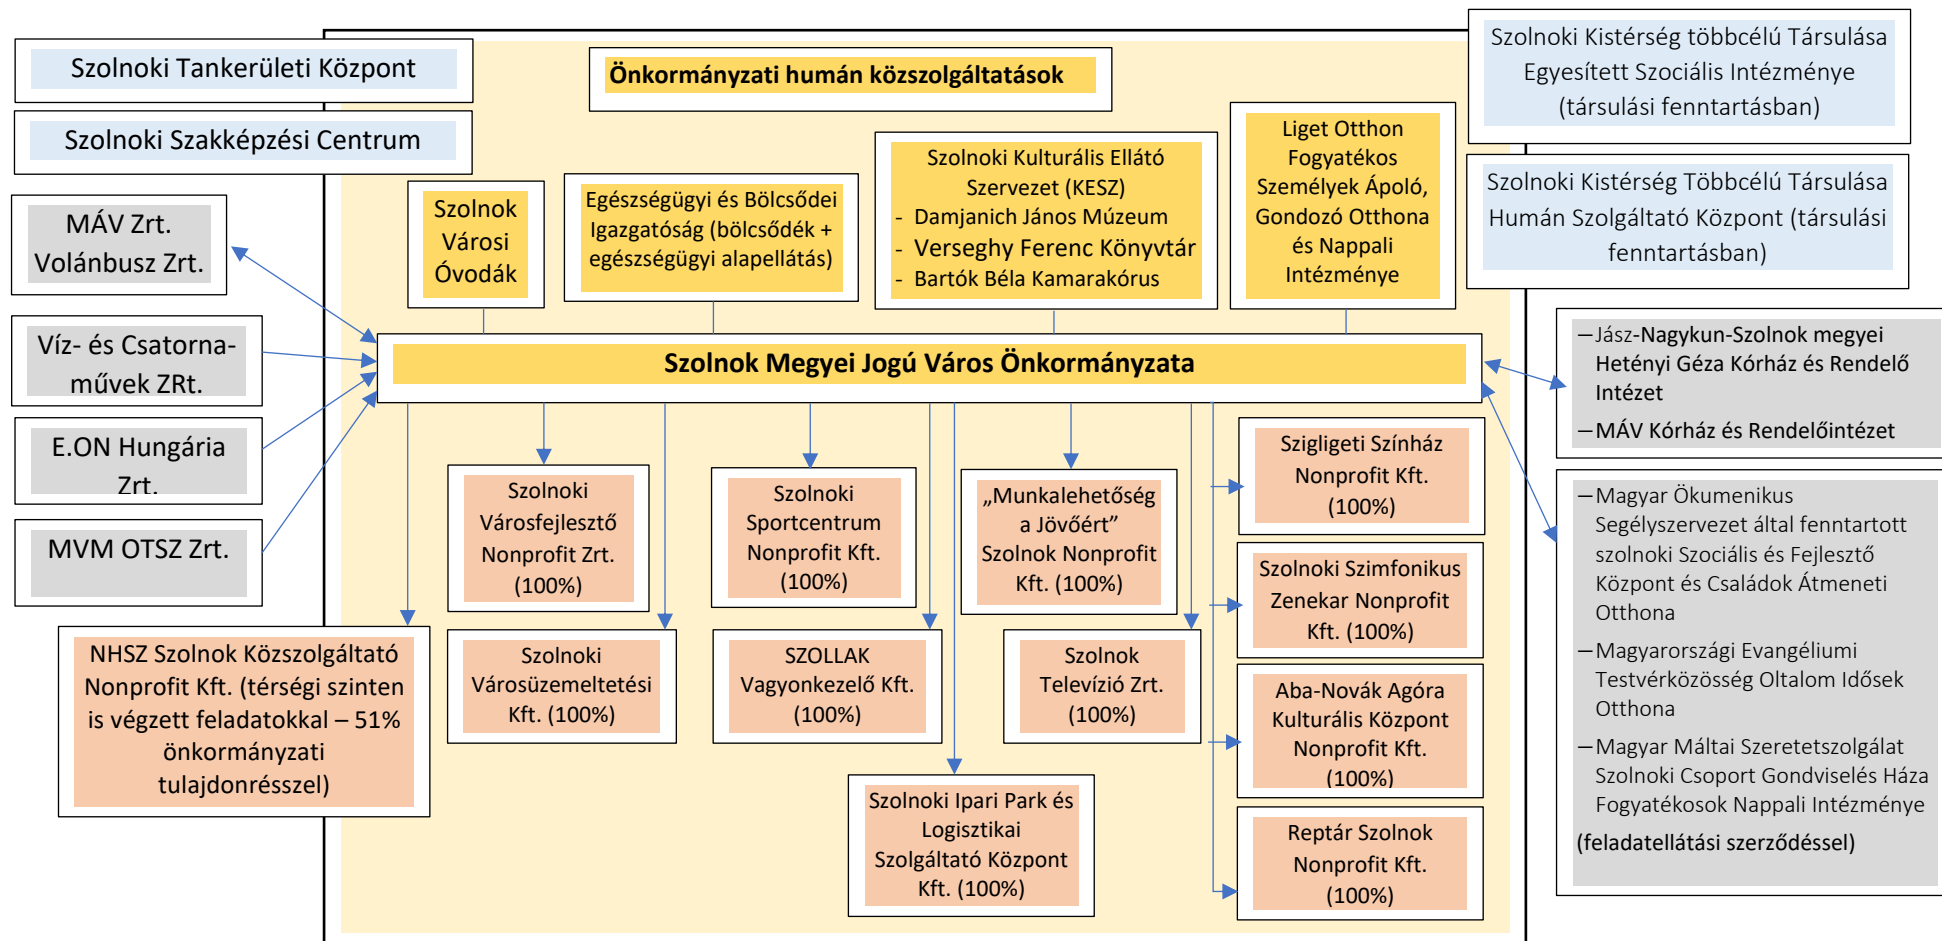 Szolnoki Tankerületi Központ
Szolnoki Szakképzési Centrum
Önkormányzati humán közszolgáltatások
Szolnoki Kistérség többcélú Társulása
Egyesített Szociális Intézménye
(társulási fenntartásban)
Szolnoki Kistérség Többcélú Társulása
Humán Szolgáltató Központ (társulási
fenntartásban)
MÁV Zrt.
Volánbusz Zrt.
Víz- és Csatorna-
művek ZRt.
E.ON Hungária
Zrt.
MVM OTSZ Zrt.
Szolnok
Városi
Óvodák
Egészségügyi és Bölcsődei
Igazgatóság (bölcsődék +
egészségügyi alapellátás)
Szolnoki Kulturális Ellátó
Szervezet (KESZ)
- Damjanich János Múzeum
- Verseghy Ferenc Könyvtár
- Bartók Béla Kamarakórus
Liget Otthon
Fogyatékos
Személyek Ápoló,
Gondozó Otthona
és Nappali
Intézménye
Szolnok Megyei Jogú Város Önkormányzata
–Jász-Nagykun-Szolnok megyei
Hetényi Géza Kórház és Rendelő
Intézet
–MÁV Kórház és Rendelőintézet
–Magyar Ökumenikus
Segélyszervezet által fenntartott
szolnoki Szociális és Fejlesztő
Központ és Családok Átmeneti
Otthona
–Magyarországi Evangéliumi
Testvérközösség Oltalom Idősek
Otthona
–Magyar Máltai Szeretetszolgálat
Szolnoki Csoport Gondviselés Háza
Fogyatékosok Nappali Intézménye
(feladatellátási szerződéssel)
NHSZ Szolnok Közszolgáltató
Nonprofit Kft. (térségi szinten
is végzett feladatokkal – 51%
önkormányzati
tulajdonrésszel)
Szolnoki
Városfejlesztő
Nonprofit Zrt.
(100%)
Szolnoki
Városüzemeltetési
Kft. (100%)
Szolnoki
Sportcentrum
Nonprofit Kft.
(100%)
SZOLLAK
Vagyonkezelő Kft.
(100%)
Szolnoki Ipari Park és
Logisztikai
Szolgáltató Központ
Kft. (100%)
„Munkalehetőség
a Jövőért”
Szolnok Nonprofit
Kft. (100%)
Szolnok
Televízió Zrt.
(100%)
Szigligeti Színház
Nonprofit Kft.
(100%)
Szolnoki Szimfonikus
Zenekar Nonprofit
Kft. (100%)
Aba-Novák Agóra
Kulturális Központ
Nonprofit Kft.
(100%)
Reptár Szolnok
Nonprofit Kft.
(100%)